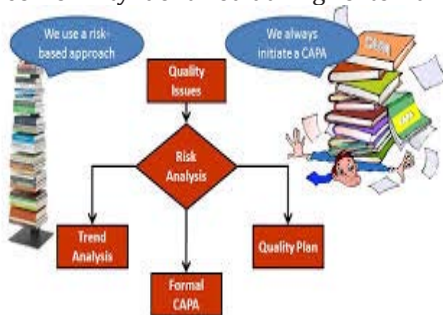 We use a risk-
based approach
We always
initiate a CAPA
Quality
Issues
Risk
Analysis
Trend
Analysis
Quality Plan
Formal
CAPA
CAPA